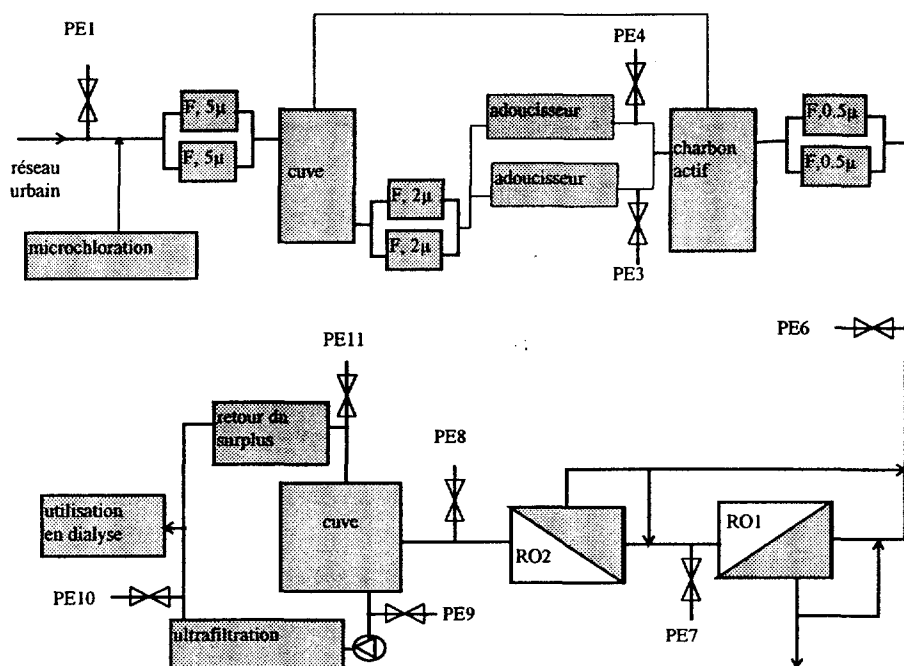 PE1
PE4
F, 5µ
F, 5µ
réseau
urbain
microchloration
cuve
F, 2µ
F, 2µ
adoucisseur
adoucisseur
PE3
charbon
actif
F,0.5µ
F,0.5µ
PE6
PE11
retour du
surplus
PE8
utilisation
en dialyse
cuve
RO2
RO1
PE10
PE9
PE7
ultrafiltration